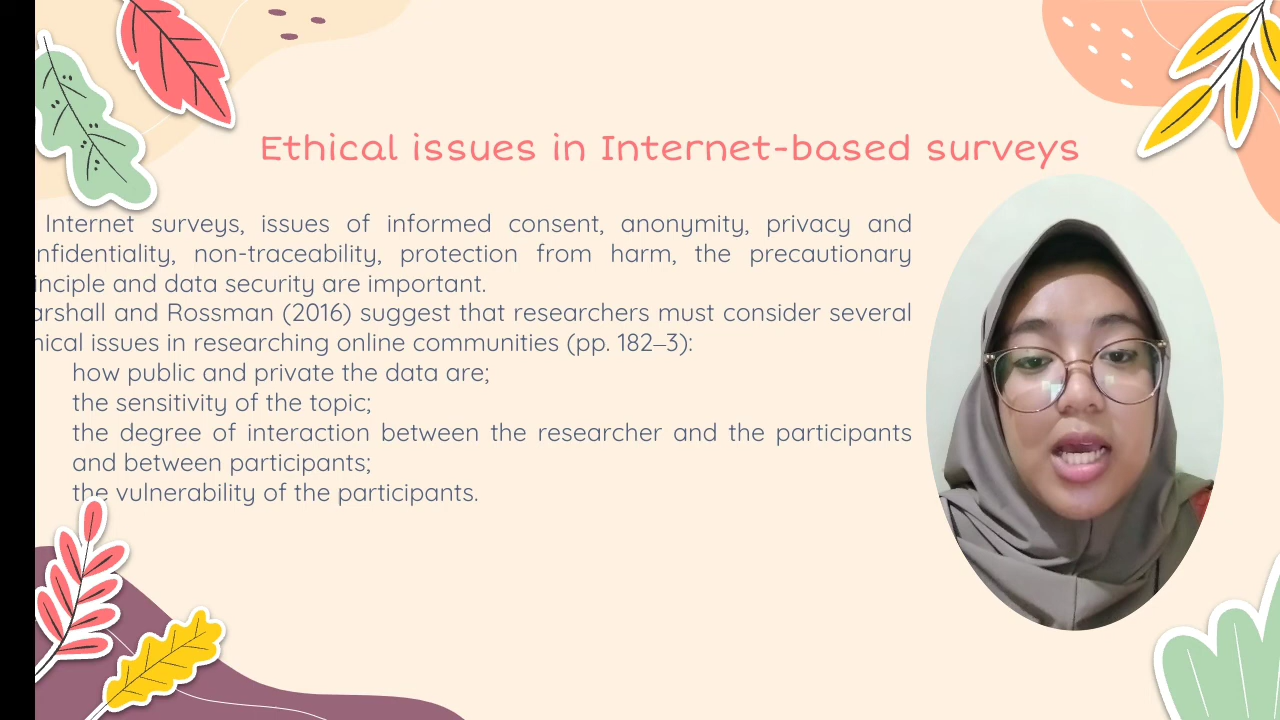 Ethical issues in Internet-based surveys
Internet surveys, issues of informed consent, anonymity, privacy and
nfidentiality, non-traceability, protection from harm, the precautionary
inciple and data security are important.
arshall and Rossman (2016) suggest that researchers must consider several
hical issues in researching online communities (pp. 182–3):
how public and private the data are;
the sensitivity of the topic;
the degree of interaction between the researcher and the participants
and between participants;
the vulnerability of the participants.